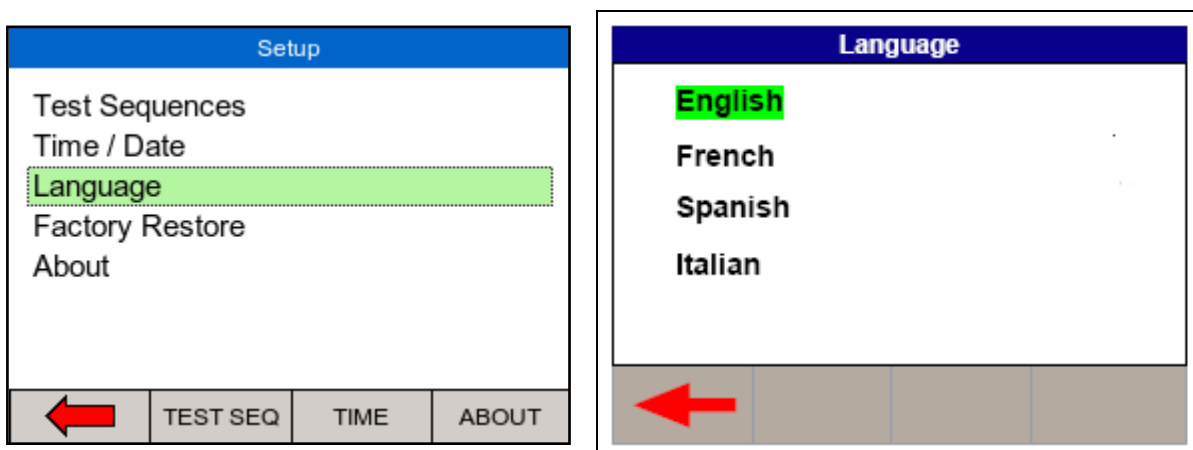 Setup
Test Sequences
Time / Date
Language
Factory Restore
About
TEST SEQ
TIME
ABOUT
Language
English
French
Spanish
Italian